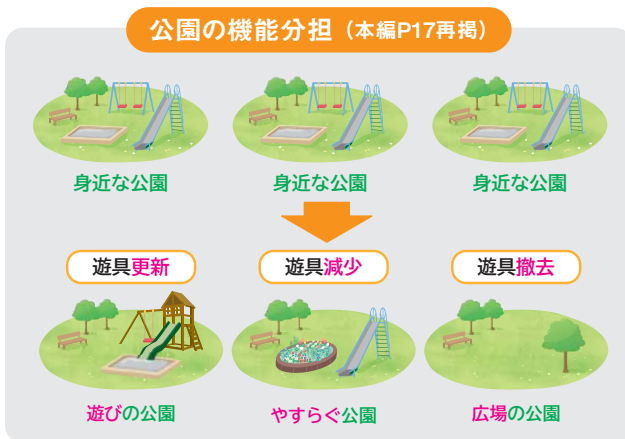 公園の機能分担（本編P17再掲）
身近な公園
身近な公園
身近な公園
遊具更新
遊具減少
遊具撤去
遊びの公園
やすらぐ公園
広場の公園